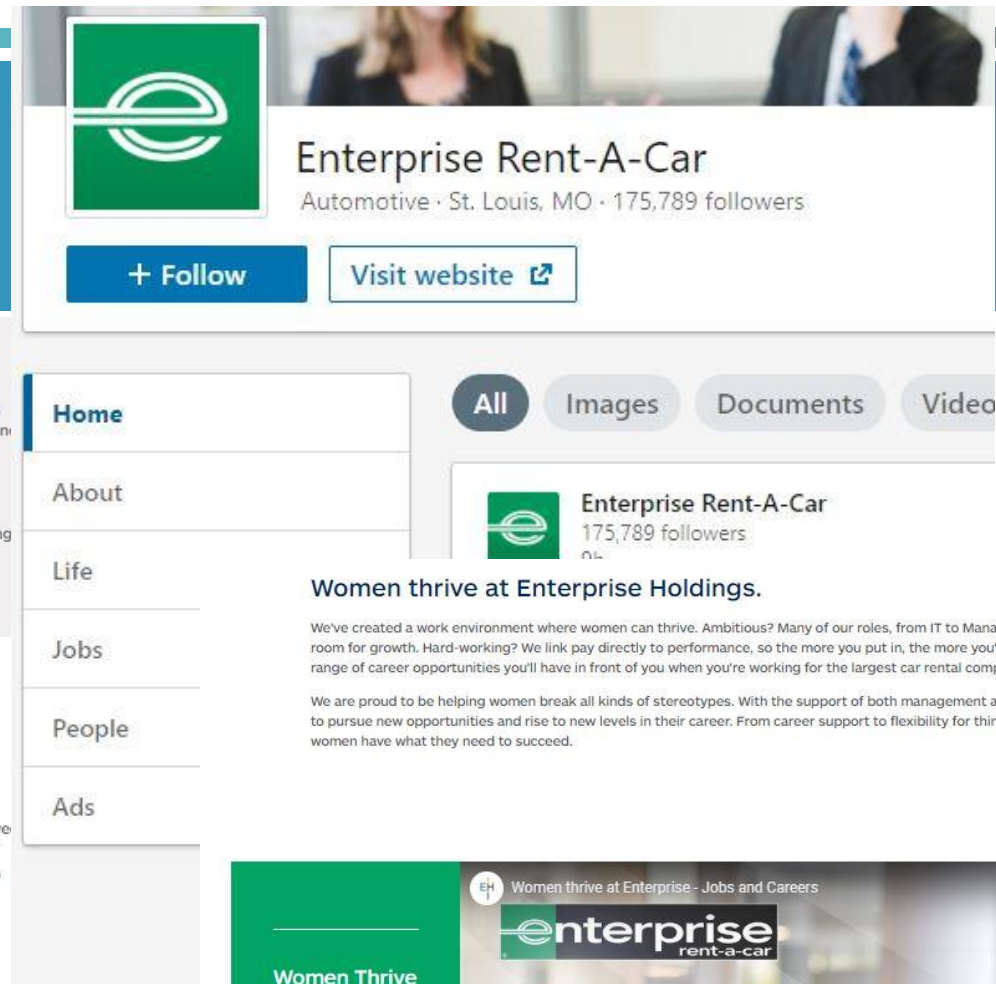 Enterprise Rent-A-Car
Automotive · St. Louis, MO · 175,789 followers
+ Follow
Visit website
Home
About
Life
Jobs
People
Ads
All
Images
Documents
Video
Enterprise Rent-A-Car
175,789 followers
Women thrive at Enterprise Holdings.
We've created a work environment where women can thrive. Ambitious? Many of our roles, from IT to Mana
room for growth. Hard-working? We link pay directly to performance, so the more you put in, the more you'
range of career opportunities you'll have in front of you when you're working for the largest car rental comp
We are proud to be helping women break all kinds of stereotypes. With the support of both management a
to pursue new opportunities and rise to new levels in their career. From career support to flexibility for thin
women have what they need to succeed.
EH
Women thrive at Enterprise - Jobs and Careers
enterprise
rent-a-car
Women Thrive